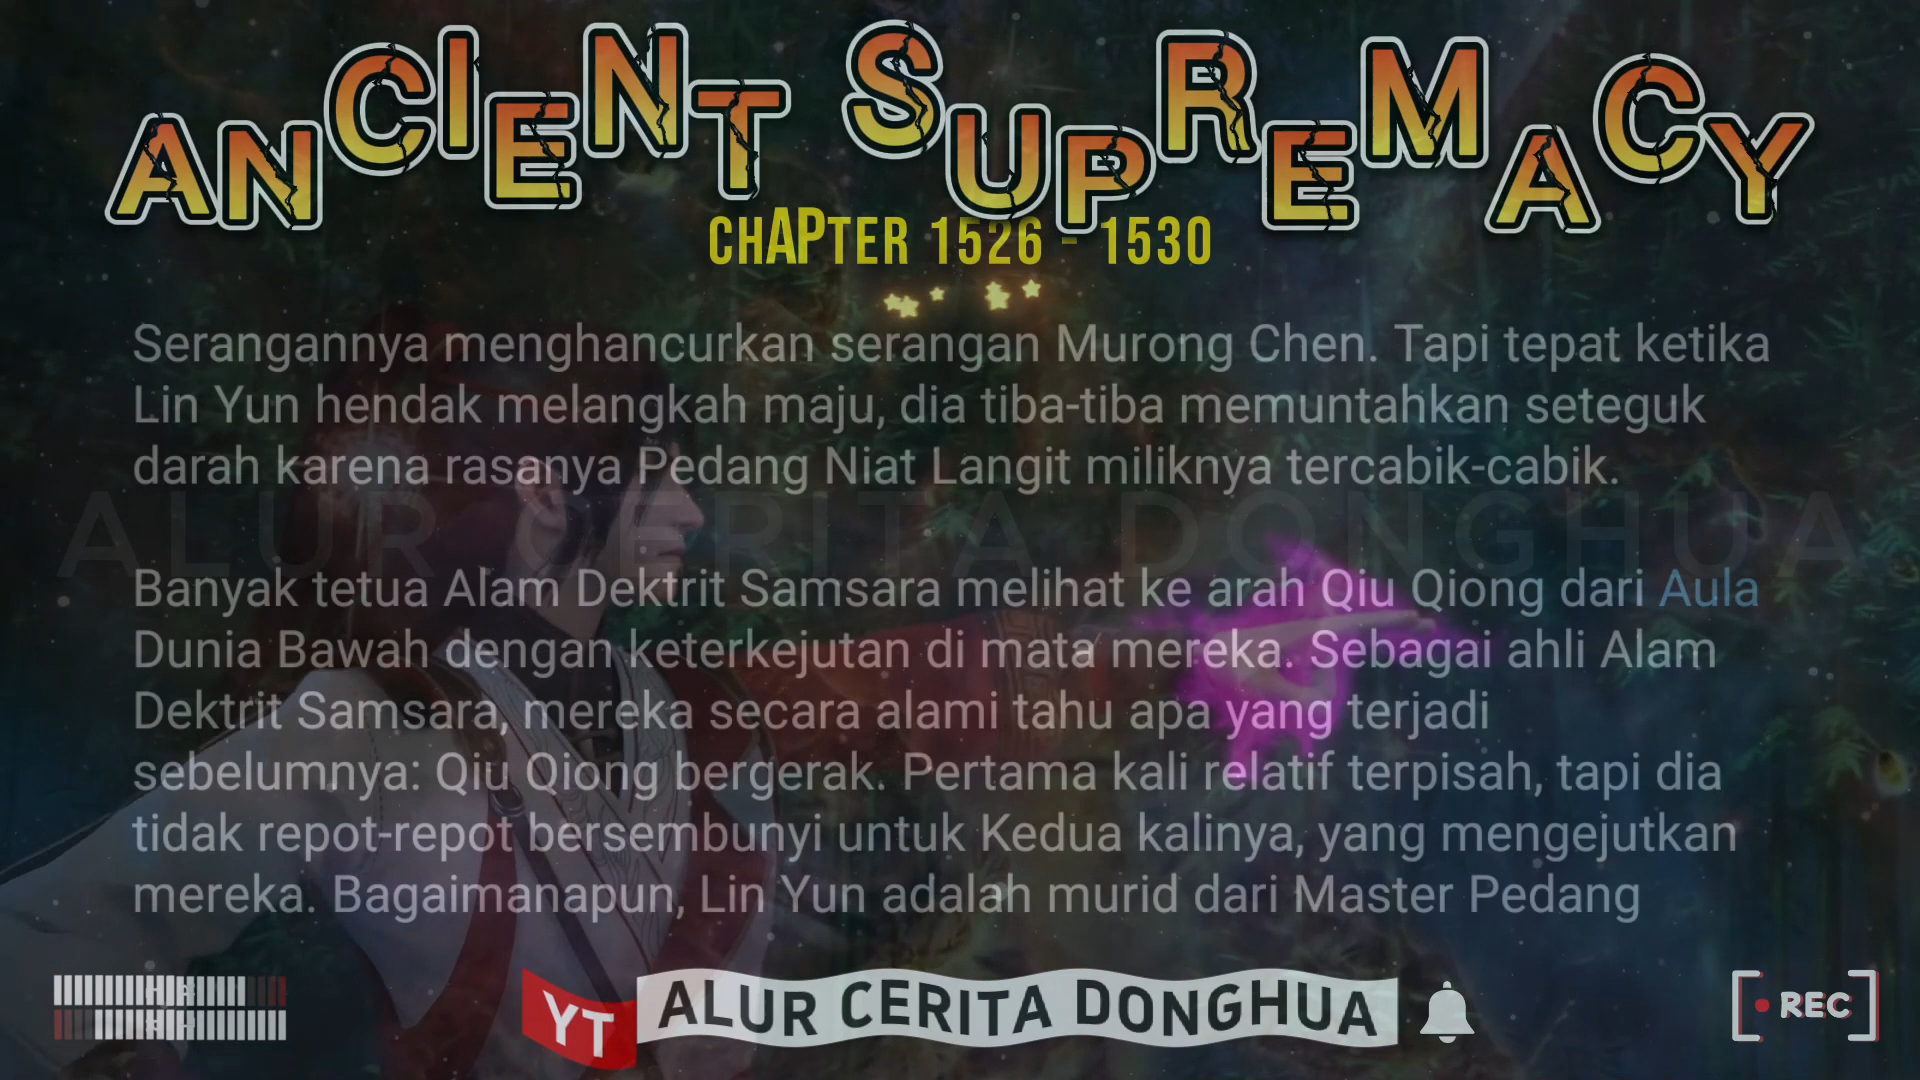 ANCIENT SUPREMACY
CHAPTER 1526 - 1530
Serangannya menghancurkan serangan Murong Chen. Tapi tepat ketika
Lin Yun hendak melangkah maju, dia tiba-tiba memuntahkan seteguk
darah karena rasanya Pedang Niat Langit miliknya tercabik-cabik.
ALUR CERITA DONGHUA
Banyak tetua Alam Dektrit Samsara melihat ke arah Qiu Qiong dari Aula
Dunia Bawah dengan keterkejutan di mata mereka. Sebagai ahli Alam
Dektrit Samsara, mereka secara alami tahu apa yang terjadi
sebelumnya: Qiu Qiong bergerak. Pertama kali relatif terpisah, tapi dia
tidak repot-repot bersembunyi untuk Kedua kalinya, yang mengejutkan
mereka. Bagaimanapun, Lin Yun adalah murid dari Master Pedang
YT ALUR CERITA DONGHUA
REC